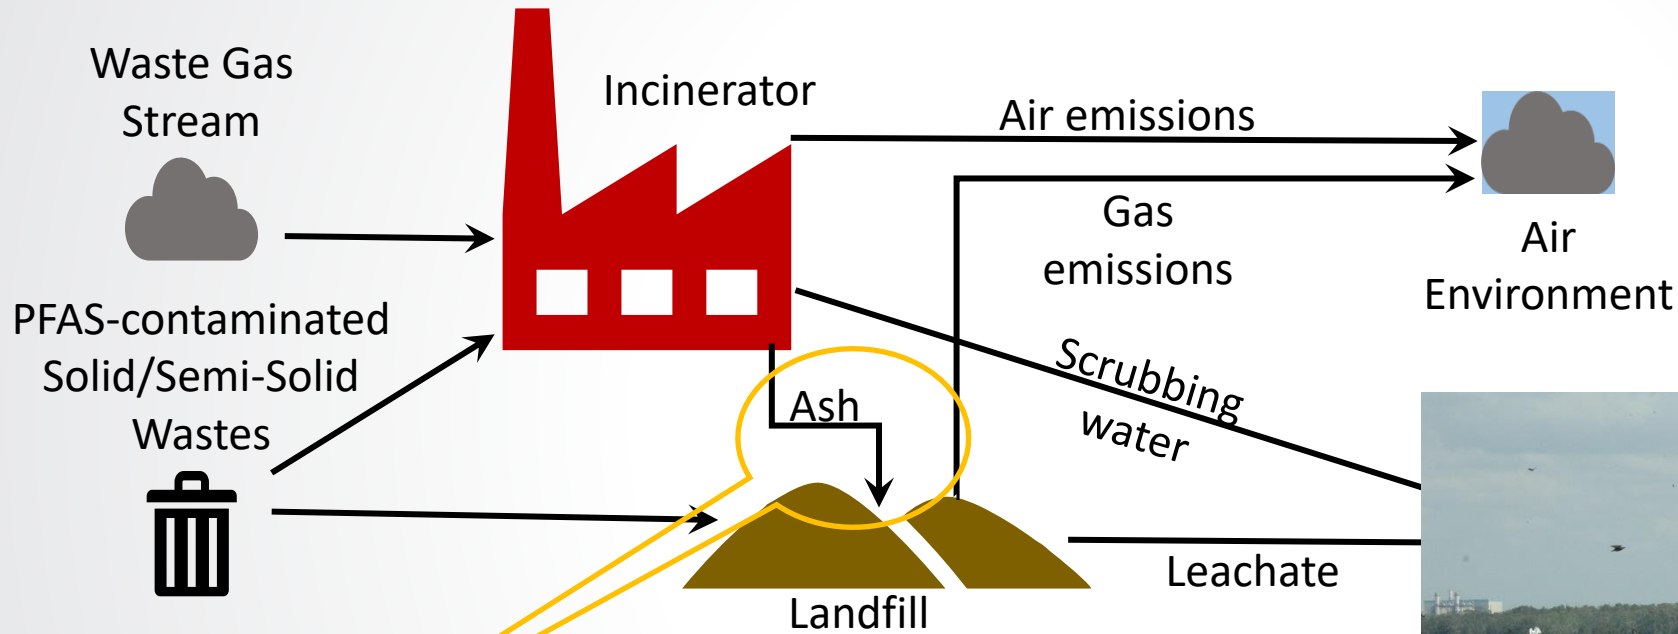 Waste Gas
Stream
Incinerator
Air emissions
Gas
emissions
Air
Environment
PFAS-contaminated
Solid/Semi-Solid
Wastes
Scrubbing
water
Ash
Leachate
Landfill